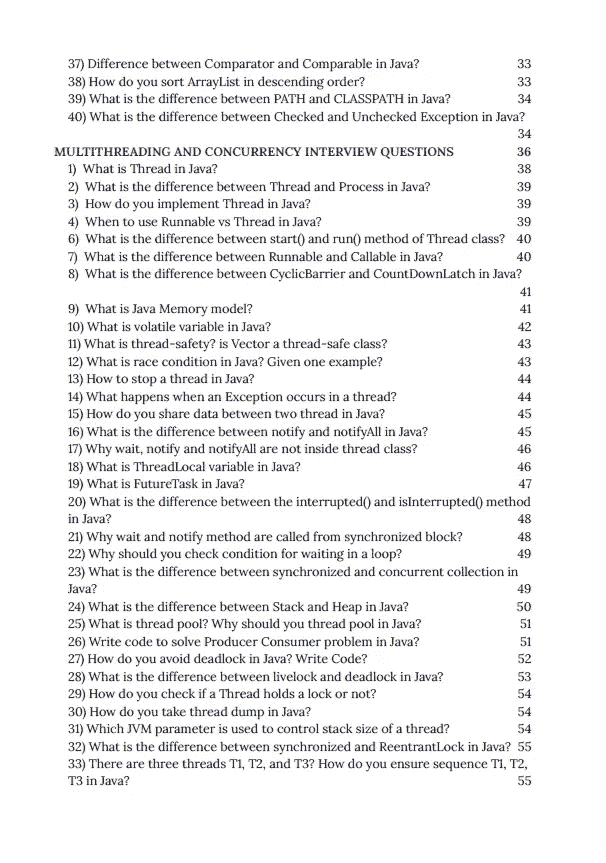 37) Difference between Comparator and Comparable in Java? 33
38) How do you sort ArrayList in descending order? 33
39) What is the difference between PATH and CLASSPATH in Java? 34
40) What is the difference between Checked and Unchecked Exception in Java?
34
MULTITHREADING AND CONCURRENCY INTERVIEW QUESTIONS 36
1) What is Thread in Java? 38
2) What is the difference between Thread and Process in Java? 39
3) How do you implement Thread in Java? 39
4) When to use Runnable vs Thread in Java? 39
6) What is the difference between start() and run() method of Thread class? 40
7) What is the difference between Runnable and Callable in Java? 40
8) What is the difference between CyclicBarrier and CountDownLatch in Java?
41
9) What is Java Memory model? 41
10) What is volatile variable in Java? 42
11) What is thread-safety? is Vector a thread-safe class? 43
12) What is race condition in Java? Given one example? 43
13) How to stop a thread in Java? 44
14) What happens when an Exception occurs in a thread? 44
15) How do you share data between two thread in Java? 45
16) What is the difference between notify and notifyAll in Java? 45
17) Why wait, notify and notifyAll are not inside thread class? 46
18) What is ThreadLocal variable in Java? 46
19) What is FutureTask in Java? 47
20) What is the difference between the interrupted() and isInterrupted() method
in Java? 48
21) Why wait and notify method are called from synchronized block? 48
22) Why should you check condition for waiting in a loop? 49
23) What is the difference between synchronized and concurrent collection in
Java? 49
24) What is the difference between Stack and Heap in Java? 50
25) What is thread pool? Why should you thread pool in Java? 51
26) Write code to solve Producer Consumer problem in Java? 51
27) How do you avoid deadlock in Java? Write Code? 52
28) What is the difference between livelock and deadlock in Java? 53
29) How do you check if a Thread holds a lock or not? 54
30) How do you take thread dump in Java? 54
31) Which JVM parameter is used to control stack size of a thread? 54
32) What is the difference between synchronized and ReentrantLock in Java? 55
33) There are three threads T1, T2, and T3? How do you ensure sequence T1, T2,
T3 in Java? 55